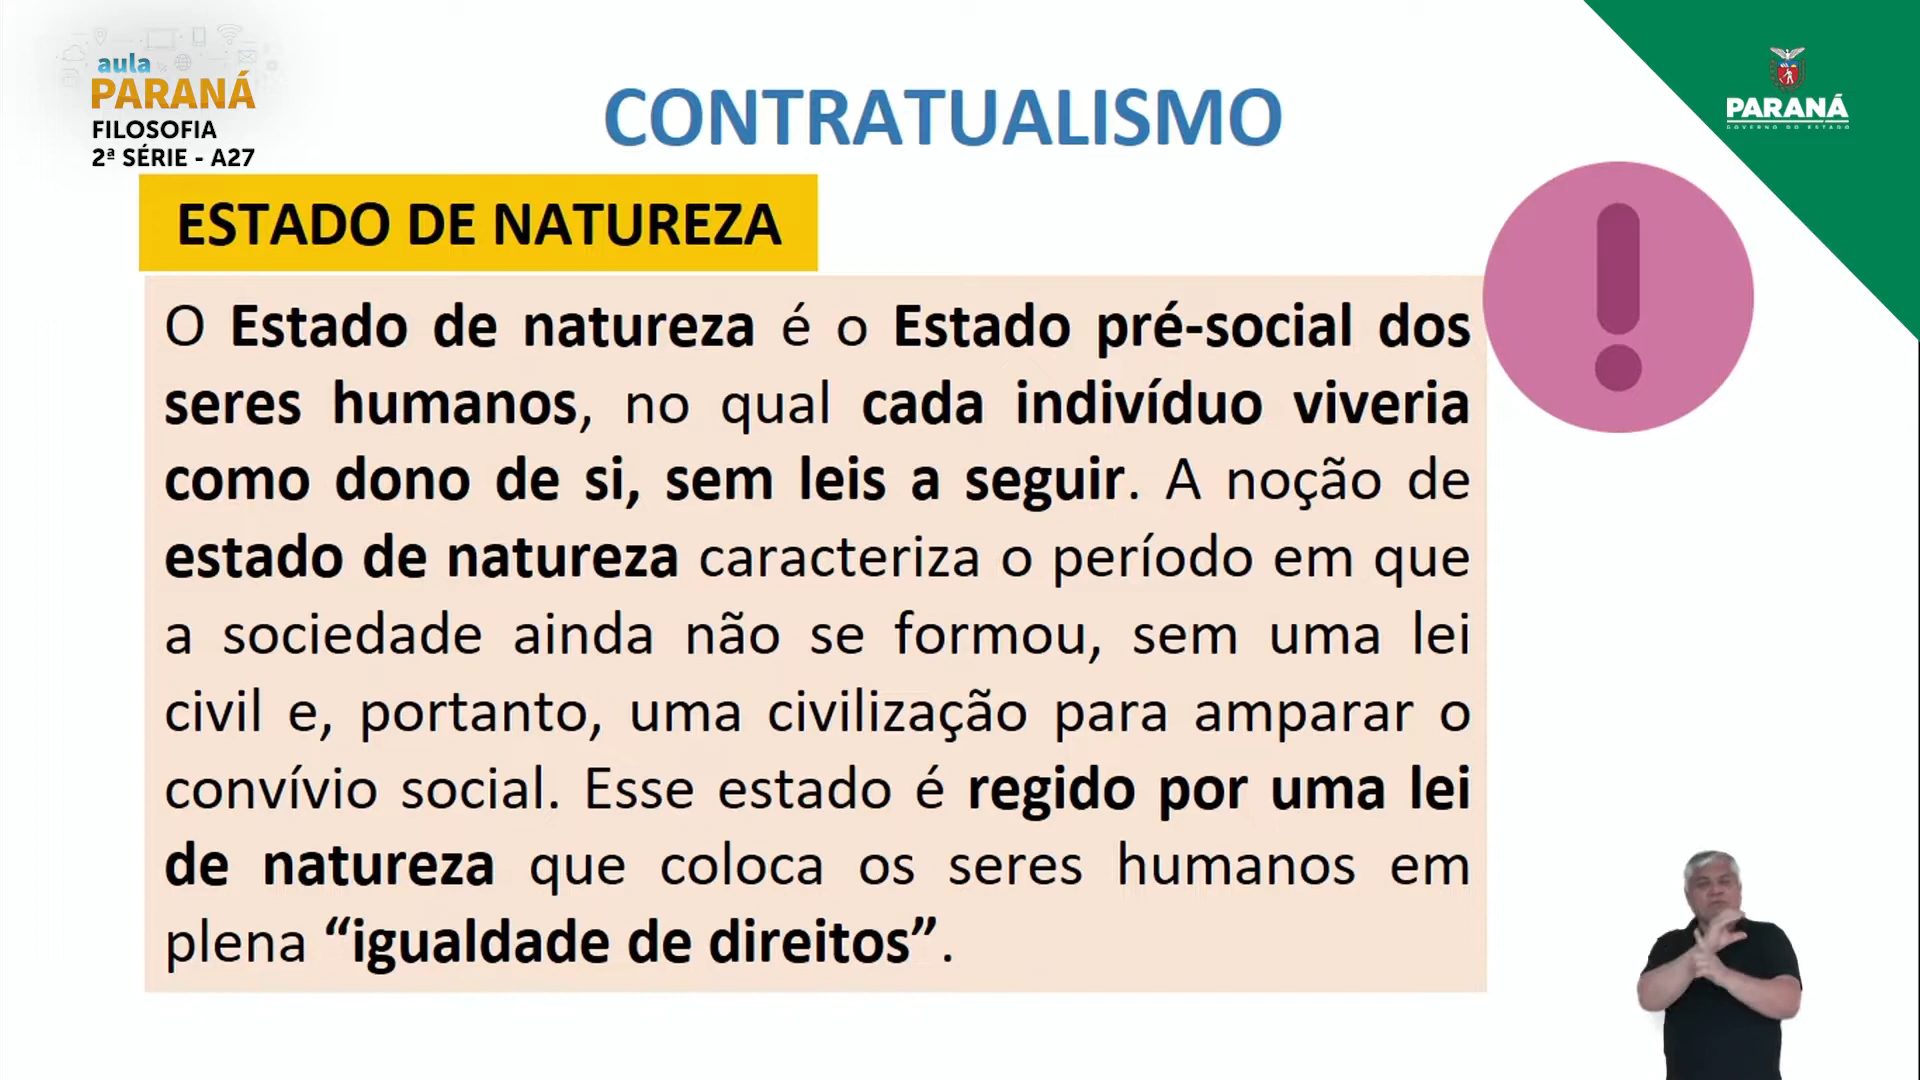 aula
PARANÁ
FILOSOFIA
2ª SÉRIE - A27
CONTRATUALISMO
PARANÁ
GOVERNO DO ESTADO
ESTADO DE NATUREZA
O Estado de natureza é o Estado pré-social dos
seres humanos, no qual cada indivíduo viveria
como dono de si, sem leis a seguir. A noção de
estado de natureza caracteriza o período em que
a sociedade ainda não se formou, sem uma lei
civil e, portanto, uma civilização para amparar o
convívio social. Esse estado é regido por uma lei
de natureza que coloca os seres humanos em
plena “igualdade de direitos”.